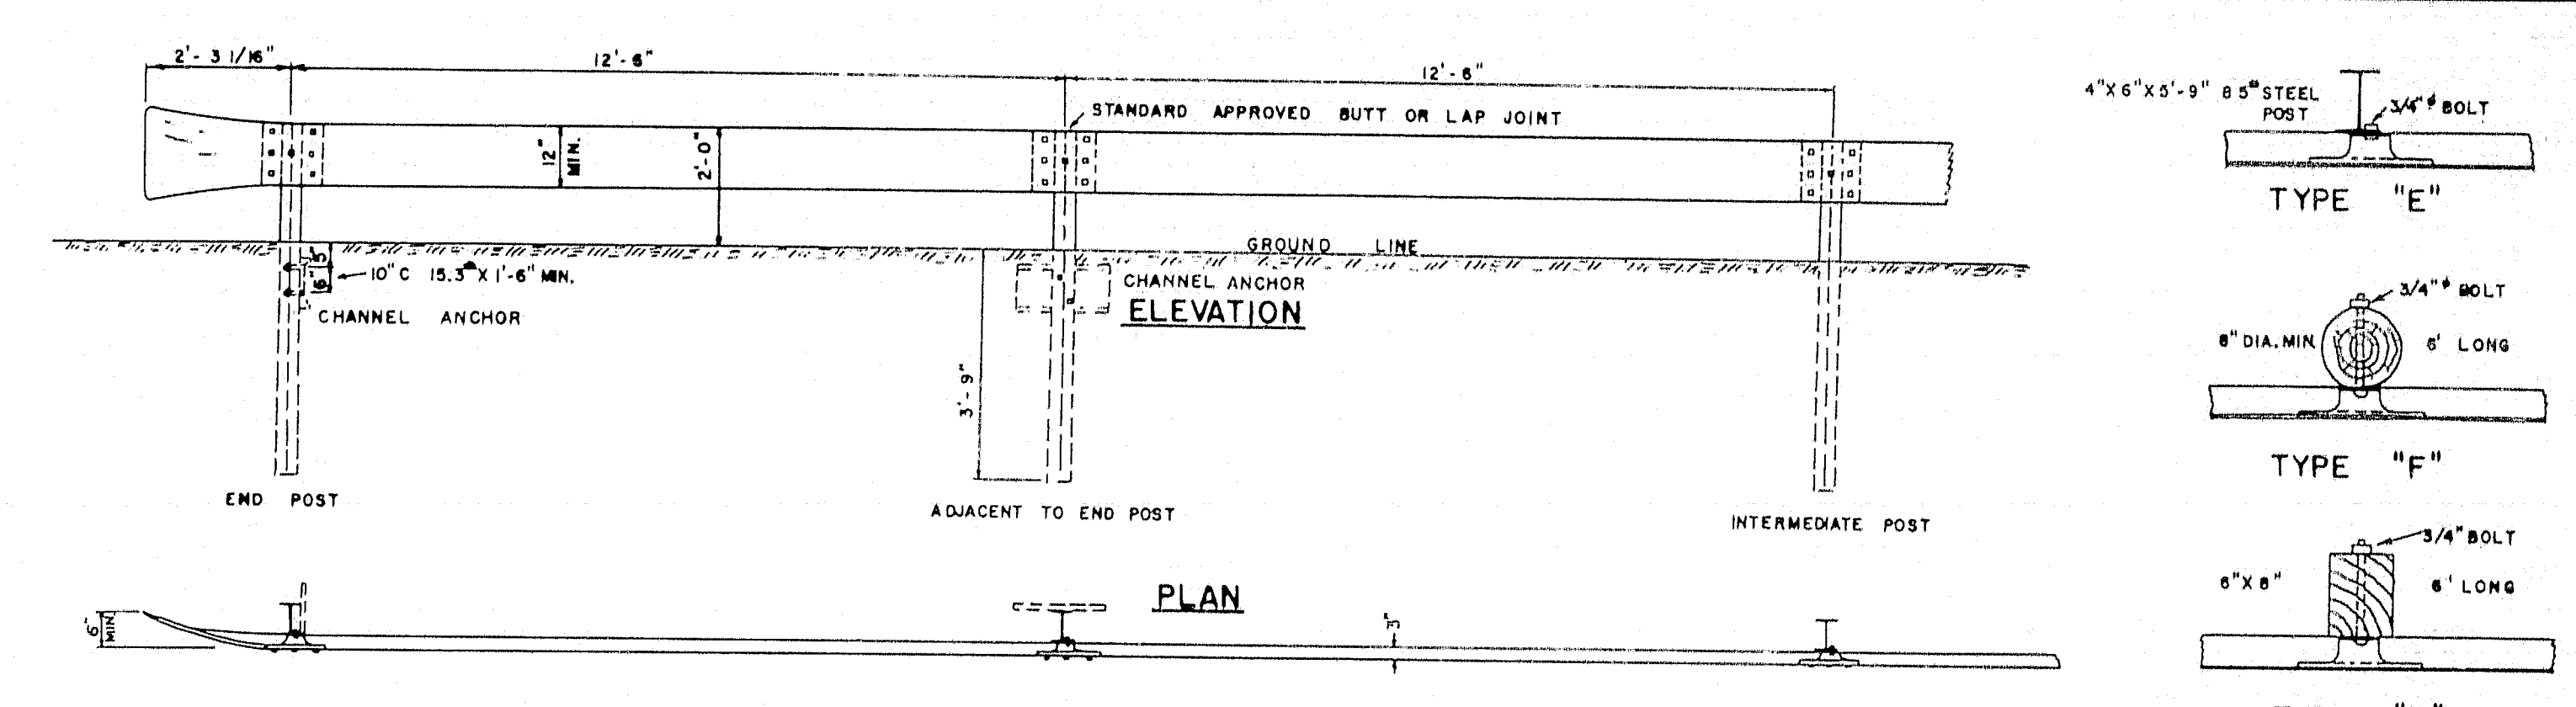 2'- 3 1/16"
12'-6"
12'-6"
STANDARD APPROVED BUTT OR LAP JOINT
12"
MIN.
2'-0"
GROUND LINE
10" C 15.3# X 1'-6" MIN.
CHANNEL ANCHOR
CHANNEL ANCHOR
ELEVATION
3'-9"
END POST
ADJACENT TO END POST
INTERMEDIATE POST
PLAN
6"
MIN.
3"
4"X 6"X 5'-9" 8 5# STEEL
POST
3/4" ϕ BOLT
TYPE "E"
3/4" ϕ BOLT
DIA. MIN.
6' LONG
TYPE "F"
3/4" BOLT
6' LONG